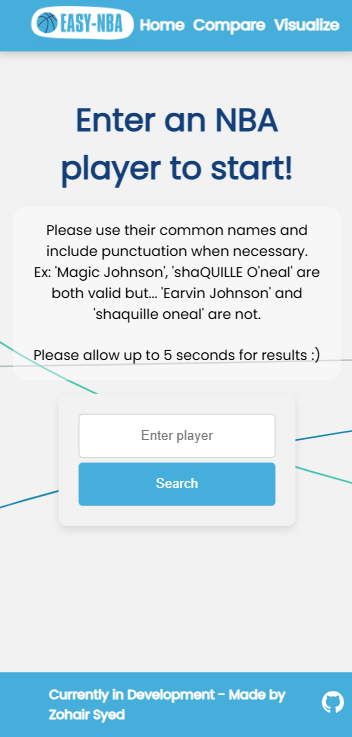 EASY-NBA Home Compare Visualize
Enter an NBA
player to start!
Please use their common names and
include punctuation when necessary.
Ex: 'Magic Johnson', 'shaQUILLE O'neal' are
both valid but... 'Earvin Johnson' and
'shaquille oneal' are not.
Please allow up to 5 seconds for results :)
Enter player
Search
Currently in Development - Made by
Zohair Syed